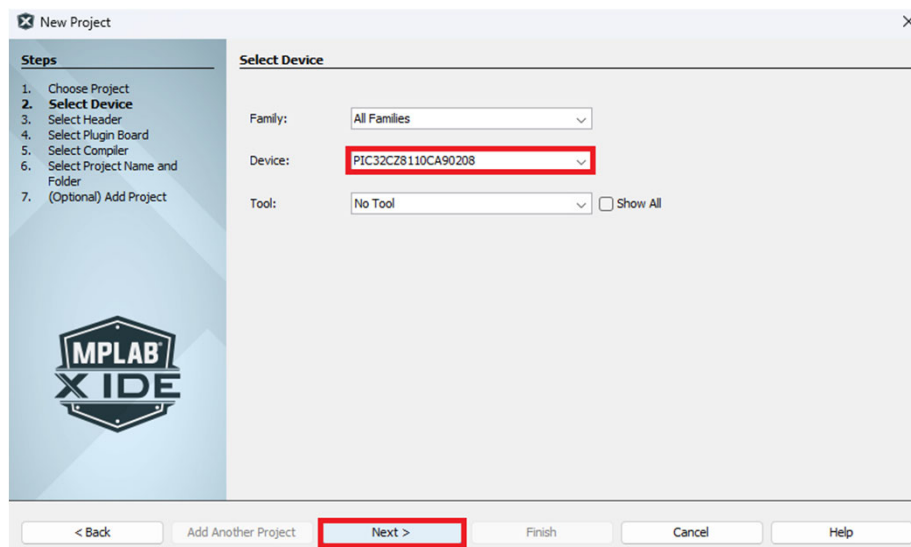 New Project
Steps
1. Choose Project
2. Select Device
3. Select Header
4. Select Plugin Board
5. Select Compiler
6. Select Project Name and
Folder
7. (Optional) Add Project
MPLAB®
X IDE
Select Device
Family: All Families
Device: PIC32CZ8110CA90208
Tool: No Tool Show All
< Back Add Another Project Next > Finish Cancel Help